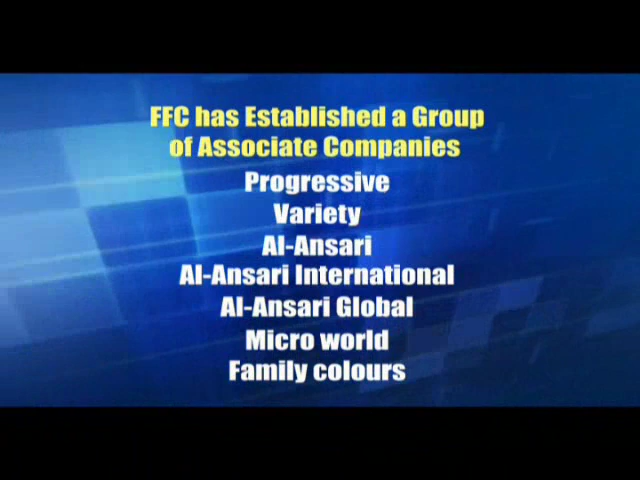 FFC has Established a Group
of Associate Companies
Progressive
Variety
Al-Ansari
Al-Ansari International
Al-Ansari Global
Micro world
Family colours